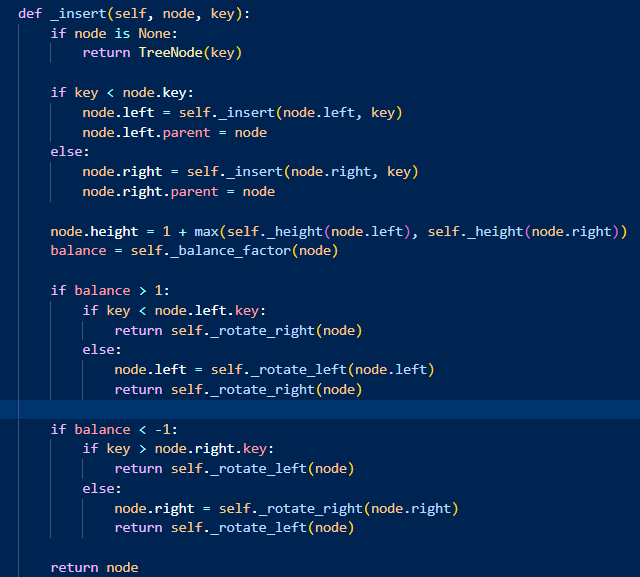 def _insert(self, node, key):
    if node is None:
        return TreeNode(key)

    if key < node.key:
        node.left = self._insert(node.left, key)
        node.left.parent = node
    else:
        node.right = self._insert(node.right, key)
        node.right.parent = node

    node.height = 1 + max(self._height(node.left), self._height(node.right))
    balance = self._balance_factor(node)

    if balance > 1:
        if key < node.left.key:
            return self._rotate_right(node)
        else:
            node.left = self._rotate_left(node.left)
            return self._rotate_right(node)

    if balance < -1:
        if key > node.right.key:
            return self._rotate_left(node)
        else:
            node.right = self._rotate_right(node.right)
            return self._rotate_left(node)

    return node